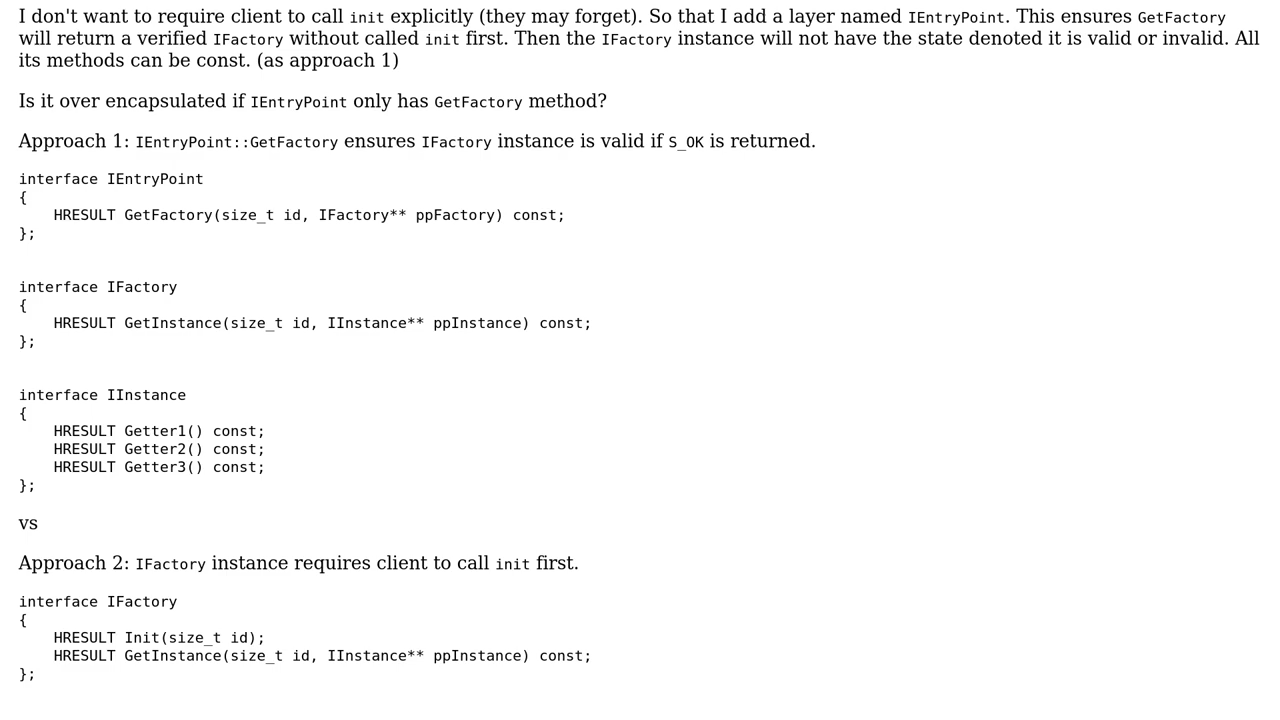 I don't want to require client to call init explicitly (they may forget). So that I add a layer named IEntryPoint. This ensures GetFactory
will return a verified IFactory without called init first. Then the IFactory instance will not have the state denoted it is valid or invalid. All
its methods can be const. (as approach 1)
Is it over encapsulated if IEntryPoint only has GetFactory method?
Approach 1: IEntryPoint::GetFactory ensures IFactory instance is valid if S_OK is returned.
interface IEntryPoint
{
    HRESULT GetFactory(size_t id, IFactory** ppFactory) const;
};
interface IFactory
{
    HRESULT GetInstance(size_t id, IInstance** ppInstance) const;
};
interface IInstance
{
    HRESULT Getter1() const;
    HRESULT Getter2() const;
    HRESULT Getter3() const;
};
vs
Approach 2: IFactory instance requires client to call init first.
interface IFactory
{
    HRESULT Init(size_t id);
    HRESULT GetInstance(size_t id, IInstance** ppInstance) const;
};